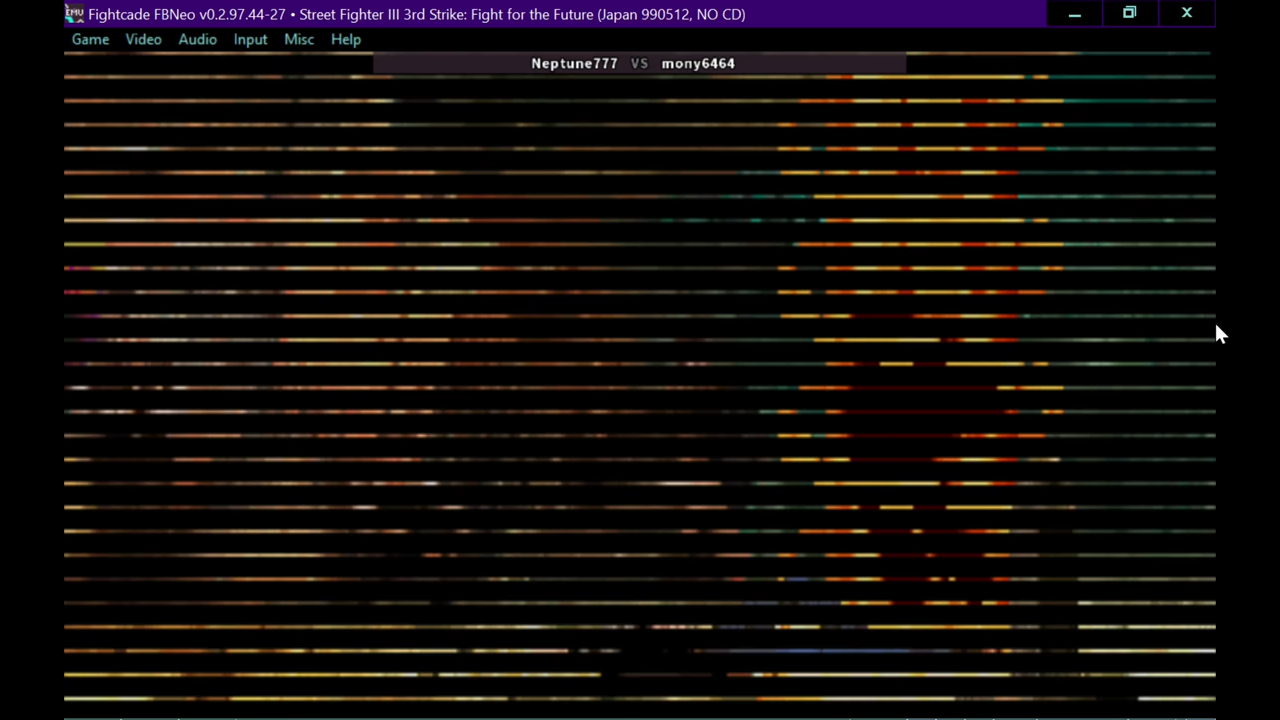 Fightcade FBNeo v0.2.97.44-27 • Street Fighter III 3rd Strike: Fight for the Future (Japan 990512, NO CD)
Game Video Audio Input Misc Help
Neptune777 VS mony6464